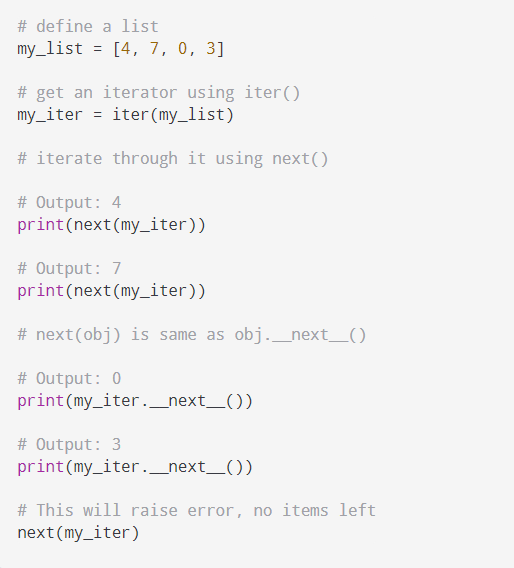 # define a list
my_list = [4, 7, 0, 3]
# get an iterator using iter()
my_iter = iter(my_list)
# iterate through it using next()
# Output: 4
print(next(my_iter))
# Output: 7
print(next(my_iter))
# next(obj) is same as obj.__next__()
# Output: 0
print(my_iter.__next__())
# Output: 3
print(my_iter.__next__())
# This will raise error, no items left
next(my_iter)